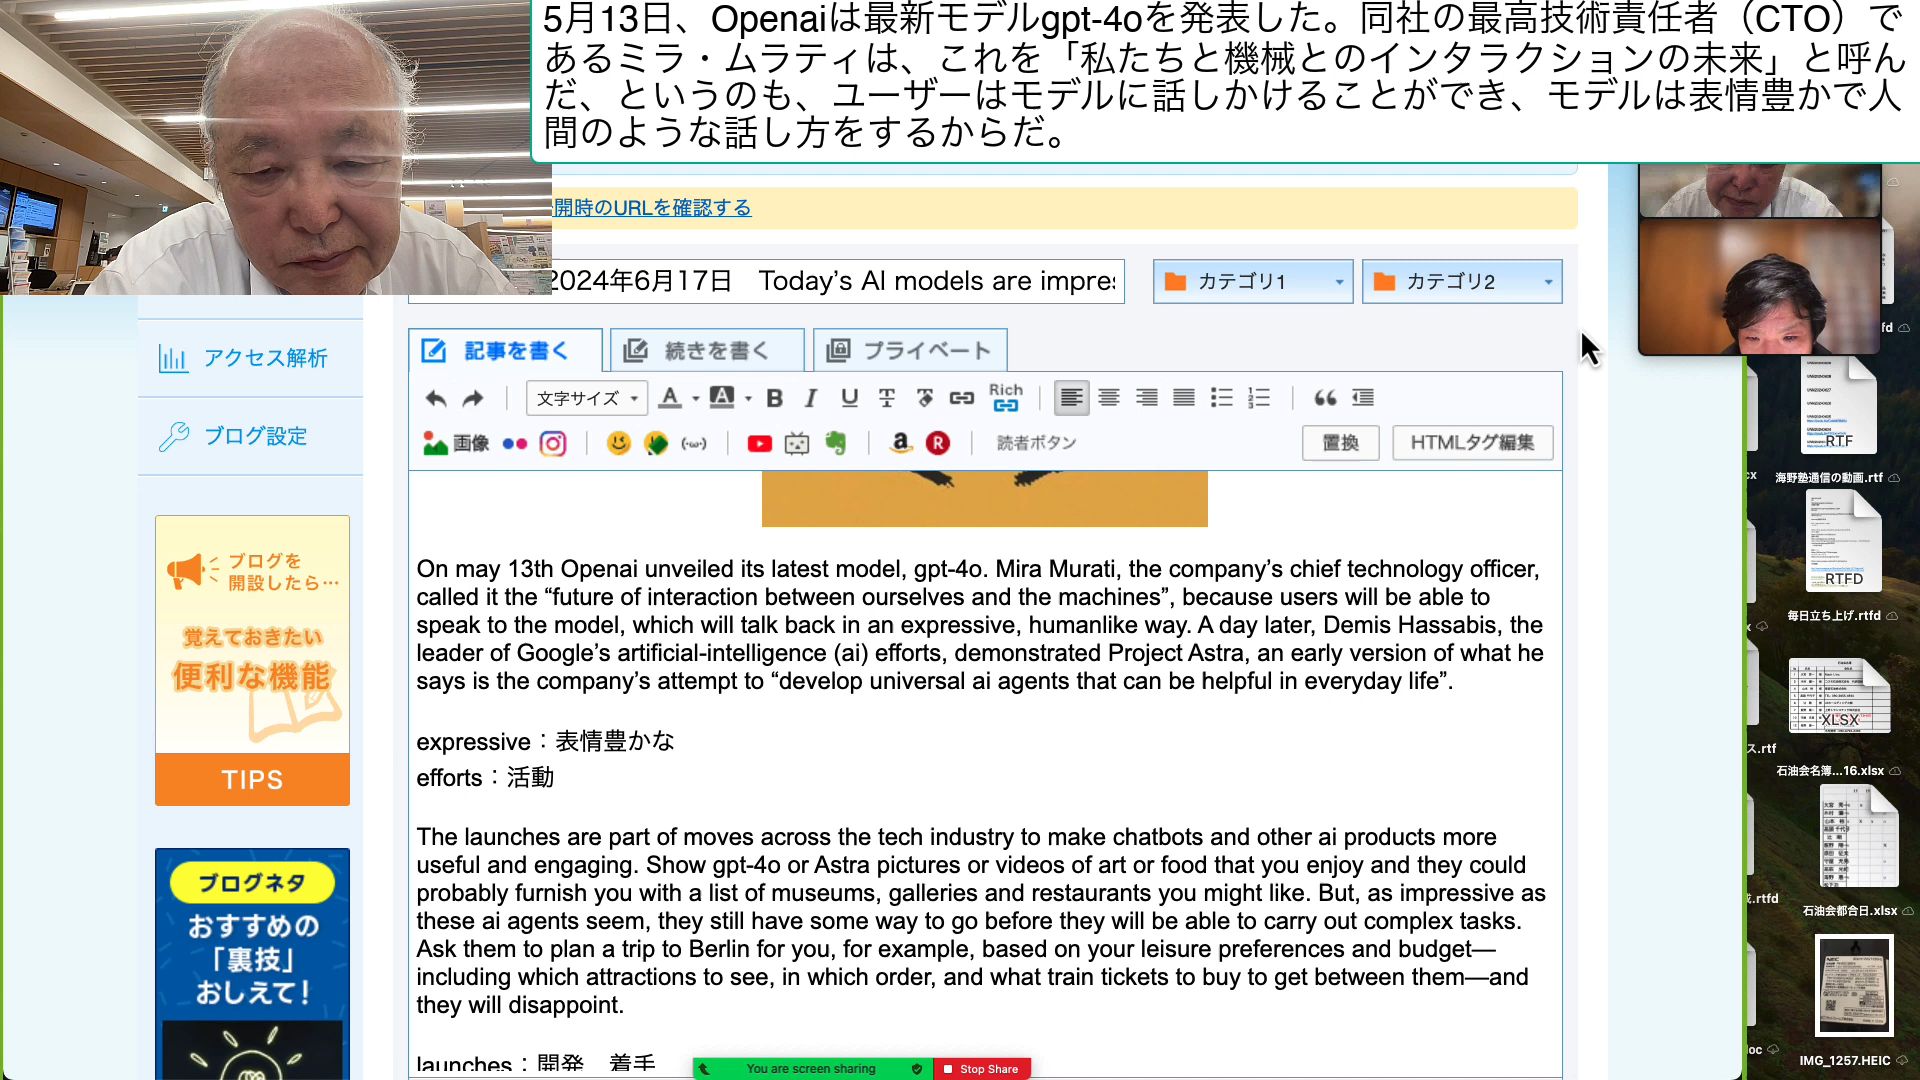 5月13日、Openaiは最新モデルgpt-4oを発表した。同社の最高技術責任者（CTO）で
あるミラ・ムラティは、これを「私たちと機械とのインタラクションの未来」と呼ん
だ、というのも、ユーザーはモデルに話しかけることができ、モデルは表情豊かで人
間のような話し方をするからだ。
開時のURLを確認する
2024年6月17日　Today's AI models are impres
カテゴリ1
カテゴリ2
記事を書く
続きを書く
プライベート
文字サイズ
Rich
画像
読者ボタン
置換
HTMLタグ編集
アクセス解析
ブログ設定
ブログを
開設したら…
覚えておきたい
便利な機能
TIPS
ブログネタ
おすすめの
「裏技」
おしえて！
On may 13th Openai unveiled its latest model, gpt-4o. Mira Murati, the company's chief technology officer,
called it the “future of interaction between ourselves and the machines”, because users will be able to
speak to the model, which will talk back in an expressive, humanlike way. A day later, Demis Hassabis, the
leader of Google's artificial-intelligence (ai) efforts, demonstrated Project Astra, an early version of what he
says is the company's attempt to “develop universal ai agents that can be helpful in everyday life”.
expressive：表情豊かな
efforts：活動
The launches are part of moves across the tech industry to make chatbots and other ai products more
useful and engaging. Show gpt-4o or Astra pictures or videos of art or food that you enjoy and they could
probably furnish you with a list of museums, galleries and restaurants you might like. But, as impressive as
these ai agents seem, they still have some way to go before they will be able to carry out complex tasks.
Ask them to plan a trip to Berlin for you, for example, based on your leisure preferences and budget—
including which attractions to see, in which order, and what train tickets to buy to get between them—and
they will disappoint.
launches：開発　着手
You are screen sharing
Stop Share
fd
RTF
cx
海野塾通信の動画.rtf
RTFD
毎日立ち上げ.rtfd
XLSX
ス.rtf
石油会名簿...16.xlsx
.rtfd
石油会都合日.xlsx
NEC
loc
IMG_1257.HEIC